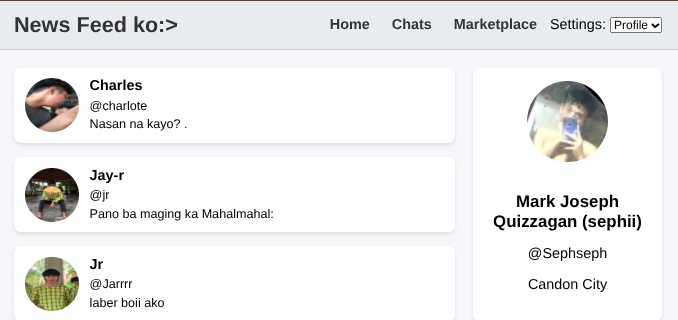 News Feed ko:>
Home Chats Marketplace Settings: Profile
Charles
@charlote
Nasan na kayo? .
Jay-r
@jr
Pano ba maging ka Mahalmahal:
Jr
@Jarrrr
laber boii ako
Mark Joseph
Quizzagan (sephii)
@Sephseph
Candon City